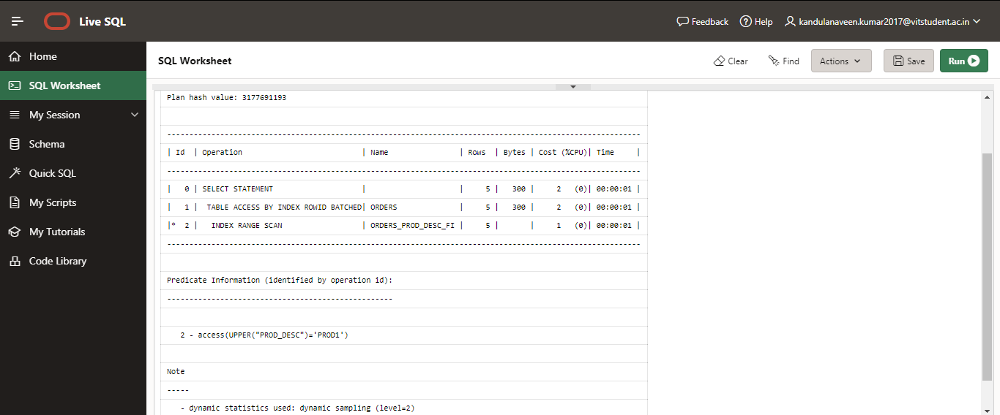 Live SQL
Feedback
Help
kandulanaveen.kumar2017@vitstudent.ac.in
Home
SQL Worksheet
My Session
Schema
Quick SQL
My Scripts
My Tutorials
Code Library
SQL Worksheet
Clear
Find
Actions
Save
Run
Plan hash value: 3177691193
-----------------------------------------------------------------------------------------------------------
| Id  | Operation                           | Name                | Rows  | Bytes | Cost (%CPU)| Time     |
-----------------------------------------------------------------------------------------------------------
|   0 | SELECT STATEMENT                    |                     |     5 |   300 |     2   (0)| 00:00:01 |
|   1 |  TABLE ACCESS BY INDEX ROWID BATCHED| ORDERS              |     5 |   300 |     2   (0)| 00:00:01 |
|*  2 |   INDEX RANGE SCAN                  | ORDERS_PROD_DESC_FI |     5 |       |     1   (0)| 00:00:01 |
-----------------------------------------------------------------------------------------------------------
Predicate Information (identified by operation id):
---------------------------------------------------
2 - access(UPPER("PROD_DESC")='PROD1')
Note
-----
- dynamic statistics used: dynamic sampling (level=2)